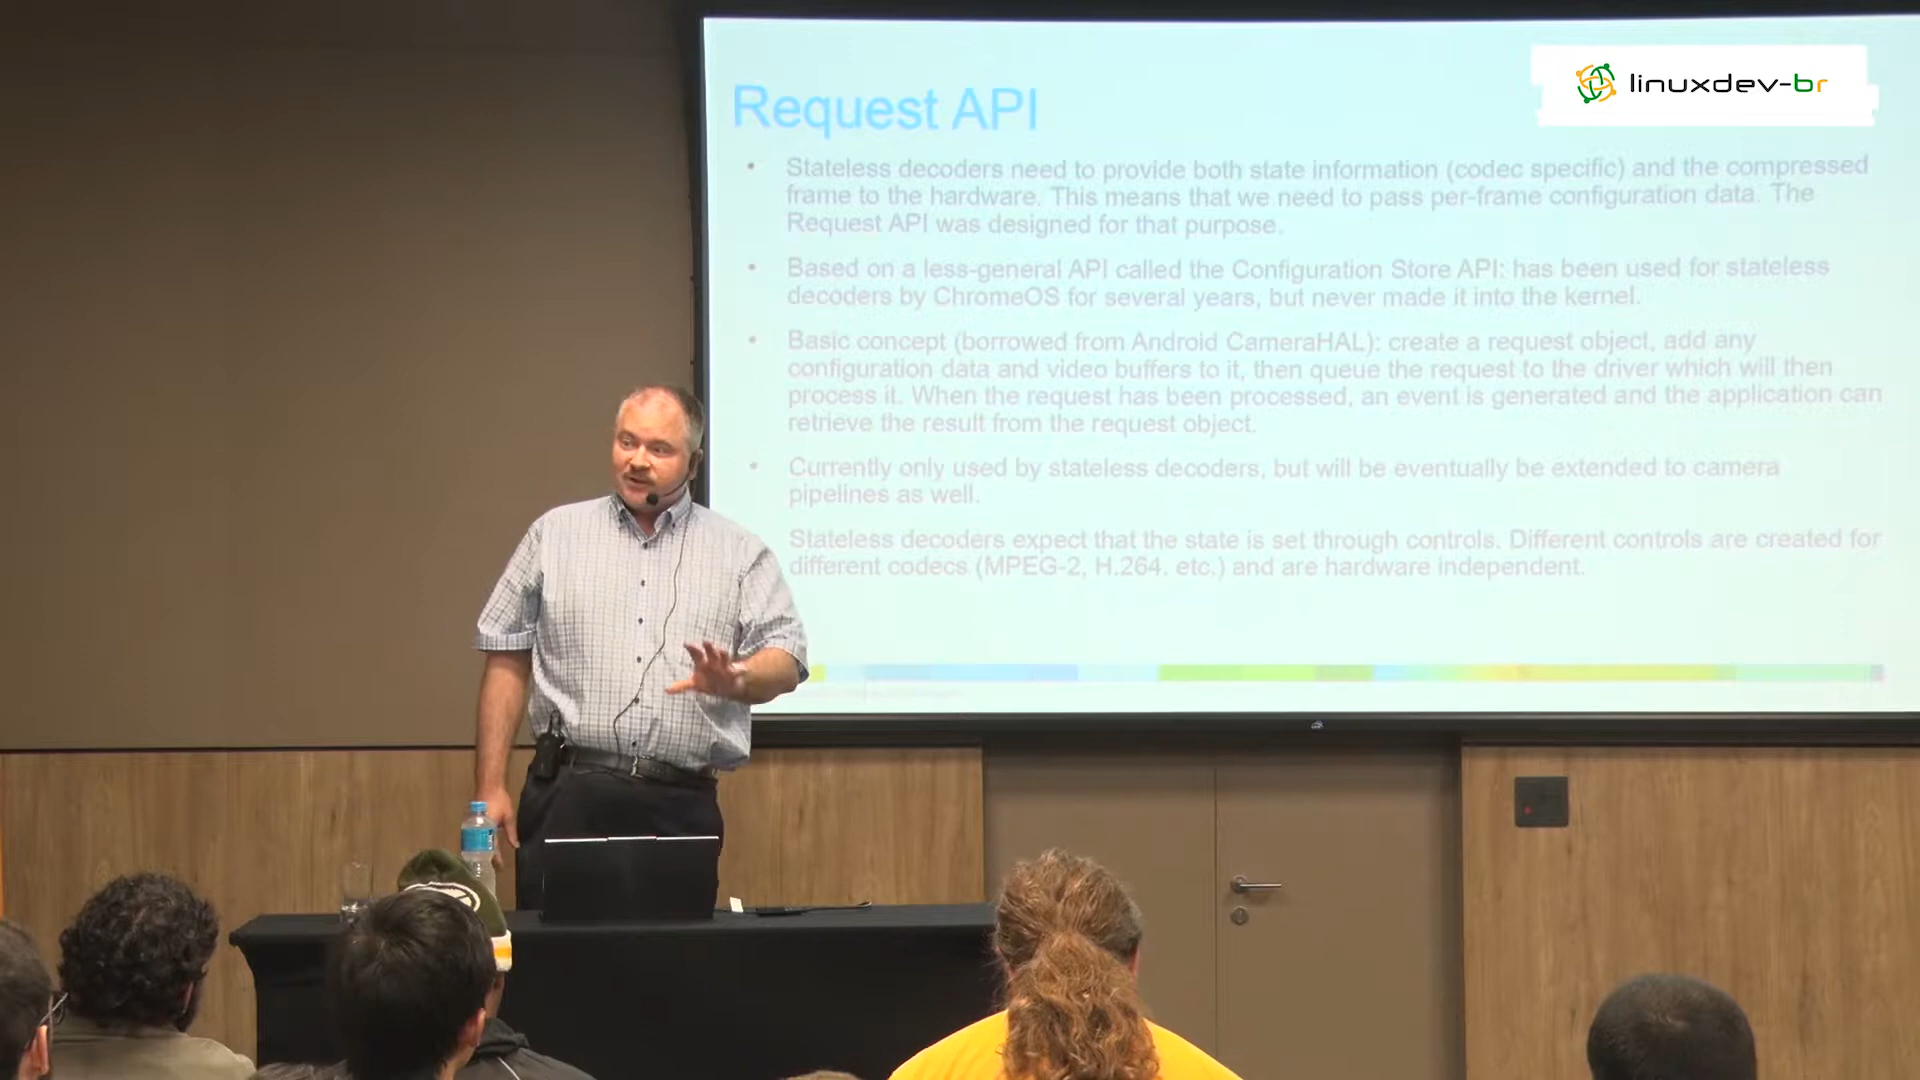 linuxdev-br
Request API
• Stateless decoders need to provide both state information (codec specific) and the compressed
frame to the hardware. This means that we need to pass per-frame configuration data. The
Request API was designed for that purpose.
• Based on a less-general API called the Configuration Store API: has been used for stateless
decoders by ChromeOS for several years, but never made it into the kernel.
• Basic concept (borrowed from Android CameraHAL): create a request object, add any
configuration data and video buffers to it, then queue the request to the driver which will then
process it. When the request has been processed, an event is generated and the application can
retrieve the result from the request object.
• Currently only used by stateless decoders, but will be eventually be extended to camera
pipelines as well.
Stateless decoders expect that the state is set through controls. Different controls are created for
different codecs (MPEG-2, H.264. etc.) and are hardware independent.